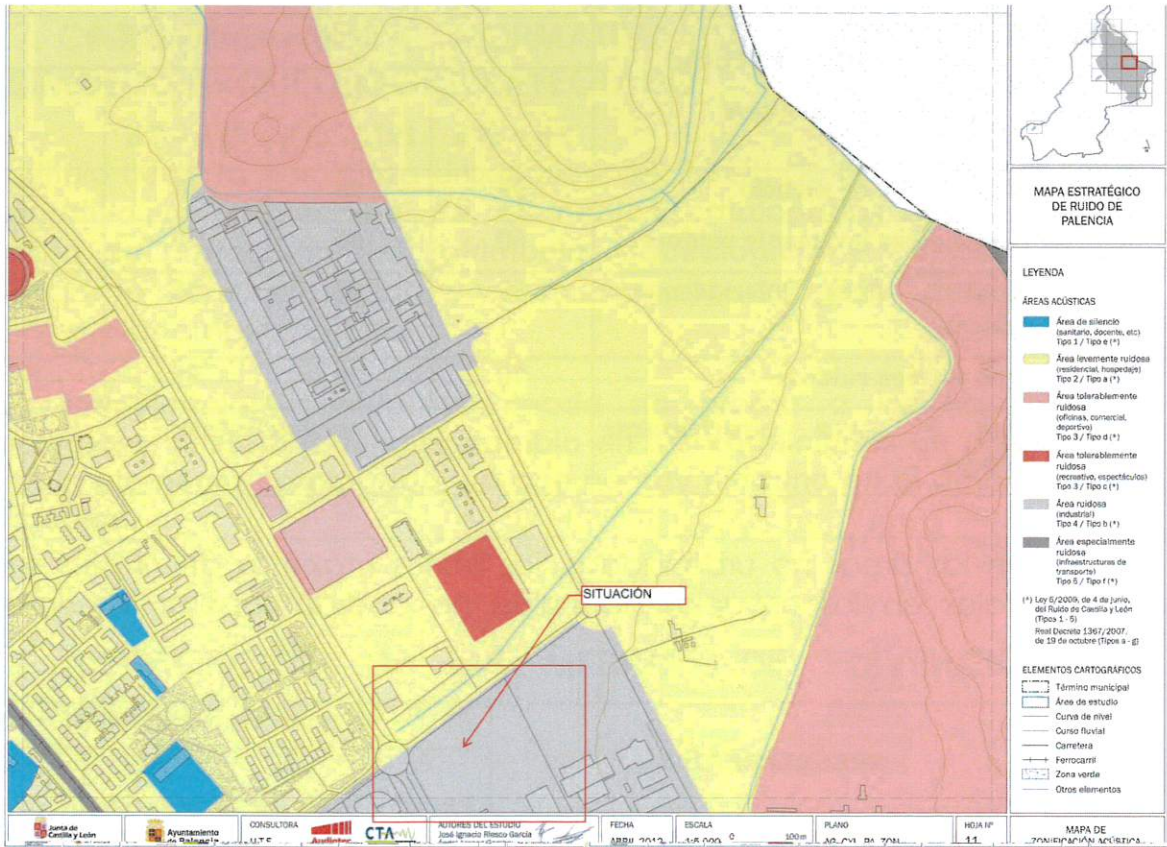 SITUACIÓN
MAPA ESTRATÉGICO
DE RUIDO DE
PALENCIA
LEYENDA
ÁREAS ACÚSTICAS
Área de silencio
(sanitario, docente, etc)
Tipo 1 / Tipo e (*)
Área levemente ruidosa
(residencial, hospedaje)
Tipo 2 / Tipo a (*)
Área tolerablemente
ruidosa
(oficinas, comercial,
deportivo)
Tipo 3 / Tipo d (*)
Área tolerablemente
ruidosa
(recreativo, espectáculos)
Tipo 3 / Tipo c (*)
Área ruidosa
(industrial)
Tipo 4 / Tipo b (*)
Área especialmente
ruidosa
(infraestructuras de
transporte)
Tipo 5 / Tipo f (*)
(*) Ley 5/2009, de 4 de junio,
del Ruido de Castilla y León
(Tipos 1 - 5)
Real Decreto 1367/2007,
de 19 de octubre (Tipos a - g)
ELEMENTOS CARTOGRÁFICOS
Término municipal
Área de estudio
Curva de nivel
Curso fluvial
Carretera
Ferrocarril
Zona verde
Otros elementos
Junta de
Castilla y León
Ayuntamiento
de Palencia
CONSULTORA
U.T.E.
CTA
AUTORES DEL ESTUDIO
José Ignacio Riesco García
FECHA
ABRIL 2012
ESCALA
1:5.000
0 100 m
PLANO
HOJA Nº
11
MAPA DE
ZONIFICACIÓN ACÚSTICA